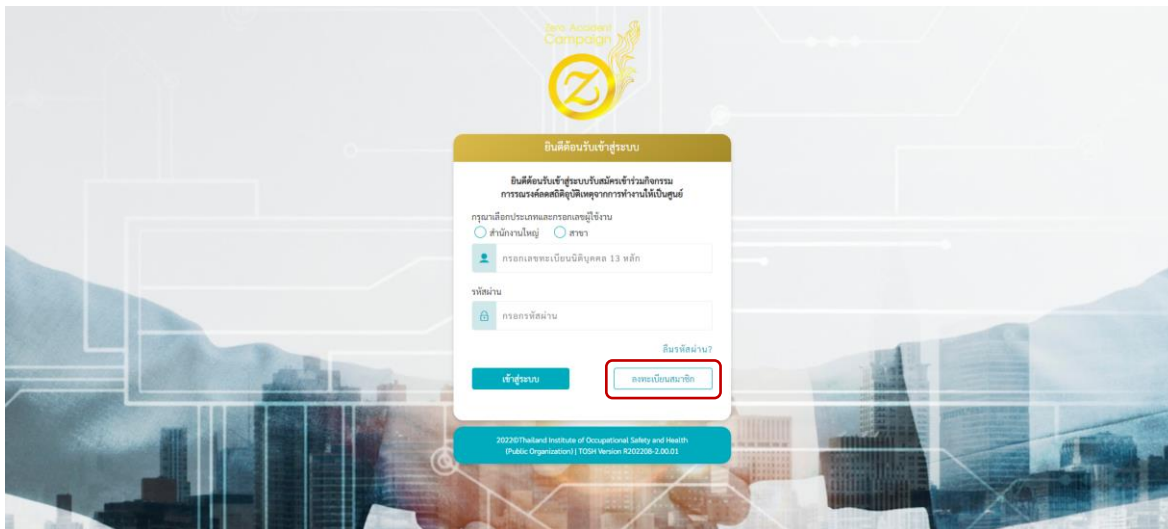 Zero Accident
Campaign
Z
ยินดีต้อนรับเข้าสู่ระบบ
ยินดีต้อนรับเข้าสู่ระบบรับสมัครเข้าร่วมกิจกรรม
การรณรงค์ลดสถิติอุบัติเหตุจากการทำงานให้เป็นศูนย์
กรุณาเลือกประเภทและกรอกเลขผู้ใช้งาน
สำนักงานใหญ่ สาขา
กรอกเลขทะเบียนนิติบุคคล 13 หลัก
รหัสผ่าน
กรอกรหัสผ่าน
ลืมรหัสผ่าน?
เข้าสู่ระบบ ลงทะเบียนสมาชิก
2022©Thailand Institute of Occupational Safety and Health
(Public Organization) | TOSH Version R202208-2.00.01